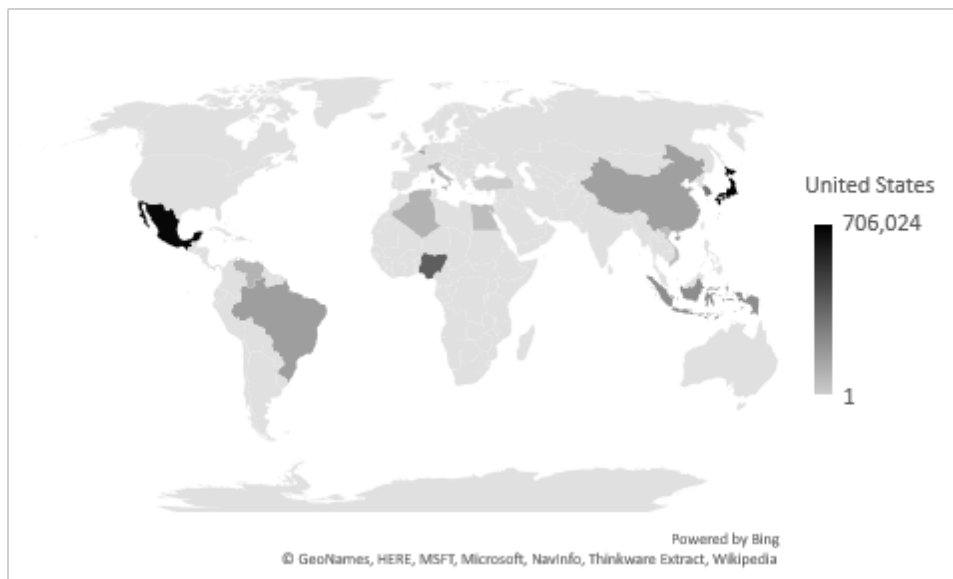 United States
706,024
1
Powered by Bing
© GeoNames, HERE, MSFT, Microsoft, NavInfo, Thinkware Extract, Wikipedia